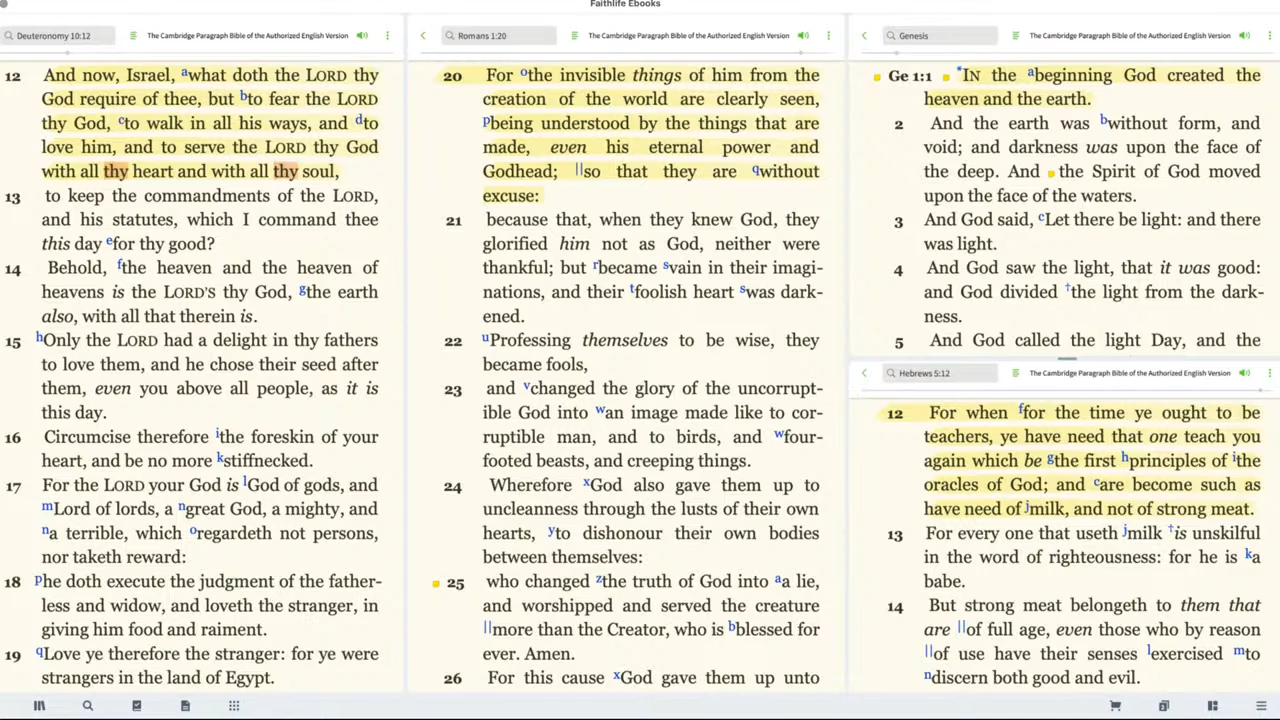 Faithlife Ebooks
Deuteronomy 10:12
The Cambridge Paragraph Bible of the Authorized English Version
12 And now, Israel, ᵃwhat doth the LORD thy
God require of thee, but ᵇto fear the LORD
thy God, ᶜto walk in all his ways, and ᵈto
love him, and to serve the LORD thy God
with all thy heart and with all thy soul,
13 to keep the commandments of the LORD,
and his statutes, which I command thee
this day ᵉfor thy good?
14 Behold, ᶠthe heaven and the heaven of
heavens is the LORD'S thy God, ᵍthe earth
also, with all that therein is.
15 ʰOnly the LORD had a delight in thy fathers
to love them, and he chose their seed after
them, even you above all people, as it is
this day.
16 Circumcise therefore ⁱthe foreskin of your
heart, and be no more ᵏstiffnecked.
17 For the LORD your God is ˡGod of gods, and
ᵐLord of lords, a ⁿgreat God, a mighty, and
ⁿa terrible, which ᵒregardeth not persons,
nor taketh reward:
18 ᵖhe doth execute the judgment of the father-
less and widow, and loveth the stranger, in
giving him food and raiment.
19 qLove ye therefore the stranger: for ye were
strangers in the land of Egypt.
Romans 1:20
The Cambridge Paragraph Bible of the Authorized English Version
20 For ᵒthe invisible things of him from the
creation of the world are clearly seen,
ᵖbeing understood by the things that are
made, even his eternal power and
Godhead; ||so that they are qwithout
excuse:
21 because that, when they knew God, they
glorified him not as God, neither were
thankful; but ʳbecame ˢvain in their imagi-
nations, and their ᵗfoolish heart ˢwas dark-
ened.
22 ᵘProfessing themselves to be wise, they
became fools,
23 and ᵛchanged the glory of the uncorrupt-
ible God into ʷan image made like to cor-
ruptible man, and to birds, and ʷfour-
footed beasts, and creeping things.
24 Wherefore ˣGod also gave them up to
uncleanness through the lusts of their own
hearts, ʸto dishonour their own bodies
between themselves:
25 who changed ᶻthe truth of God into ᵃa lie,
and worshipped and served the creature
||more than the Creator, who is ᵇblessed for
ever. Amen.
26 For this cause ˣGod gave them up unto
Genesis
The Cambridge Paragraph Bible of the Authorized English Version
Ge 1:1 *IN the ᵃbeginning God created the
heaven and the earth.
2 And the earth was ᵇwithout form, and
void; and darkness was upon the face of
the deep. And the Spirit of God moved
upon the face of the waters.
3 And God said, ᶜLet there be light: and there
was light.
4 And God saw the light, that it was good:
and God divided †the light from the dark-
ness.
5 And God called the light Day, and the
Hebrews 5:12
The Cambridge Paragraph Bible of the Authorized English Version
12 For when ᶠfor the time ye ought to be
teachers, ye have need that one teach you
again which be ᵍthe first ʰprinciples of ⁱthe
oracles of God; and ᶜare become such as
have need of ʲmilk, and not of strong meat.
13 For every one that useth ʲmilk †is unskilful
in the word of righteousness: for he is ᵏa
babe.
14 But strong meat belongeth to them that
are ||of full age, even those who by reason
||of use have their senses ˡexercised ᵐto
ⁿdiscern both good and evil.